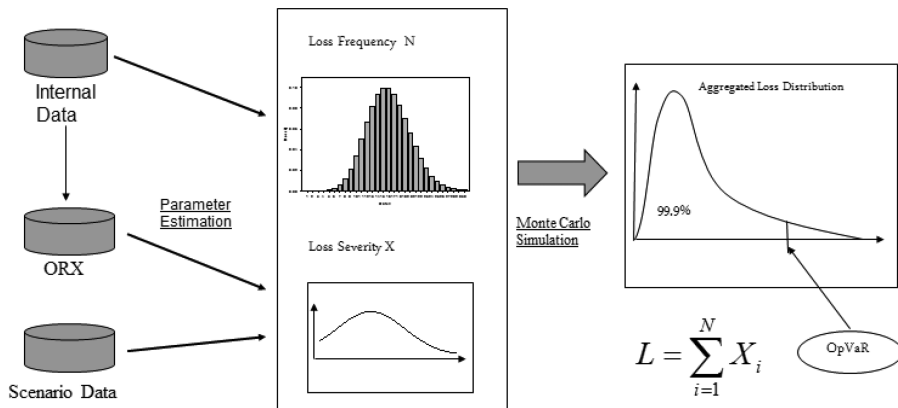 Internal
Data
ORX
Scenario Data
Parameter
Estimation
Loss Frequency N
Loss Severity X
Monte Carlo
Simulation
Aggregated Loss Distribution
99.9%
OpVaR
L = \sum_{i=1}^{N} X_i